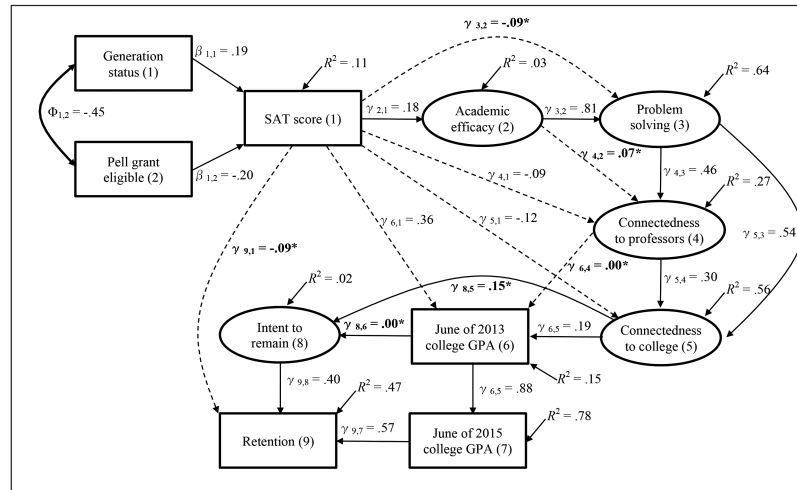 γ 3,2 = -.09*
Generation
status (1)
β 1,1 = .19
R² = .11
R² = .03
R² = .64
Φ1,2 = -.45
SAT score (1)
γ 2,1 = .18
Academic
efficacy (2)
γ 3,2 = .81
Problem
solving (3)
Pell grant
eligible (2)
β 1,2 = -.20
γ 4,2 = .07*
γ 4,3 = .46
R² = .27
γ 4,1 = -.09
γ 6,1 = .36
γ 5,1 = -.12
Connectedness
to professors (4)
γ 5,3 = .54
γ 9,1 = -.09*
γ 6,4 = .00*
R² = .02
γ 8,5 = .15*
γ 5,4 = .30
R² = .56
Intent to
remain (8)
γ 8,6 = .00*
June of 2013
college GPA (6)
γ 6,5 = .19
Connectedness
to college (5)
γ 9,8 = .40
R² = .47
γ 6,5 = .88
R² = .15
R² = .78
Retention (9)
γ 9,7 = .57
June of 2015
college GPA (7)